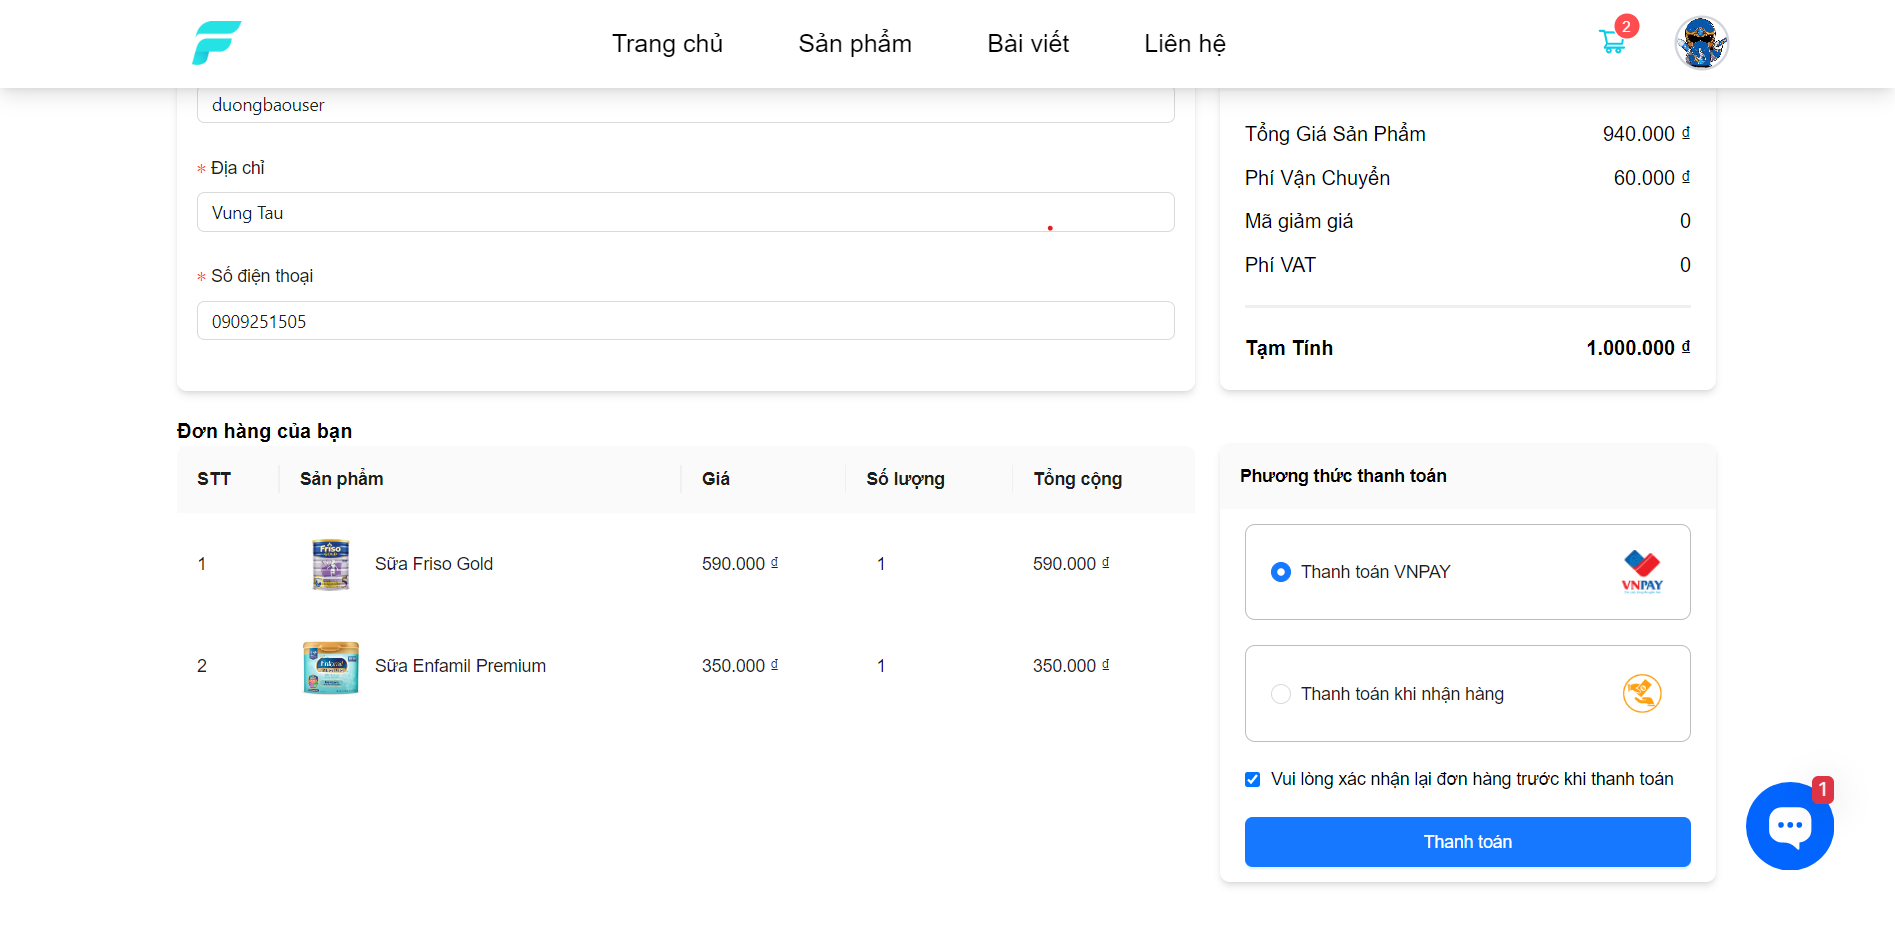 Trang chủ
Sản phẩm
Bài viết
Liên hệ
2
duongbaouser
* Địa chỉ
Vung Tau
* Số điện thoại
0909251505
Tổng Giá Sản Phẩm 940.000 ₫
Phí Vận Chuyển 60.000 ₫
Mã giảm giá 0
Phí VAT 0
Tạm Tính 1.000.000 ₫
Đơn hàng của bạn
STT Sản phẩm Giá Số lượng Tổng cộng
1 Friso GOLD Sữa Friso Gold 590.000 ₫ 1 590.000 ₫
2 Sữa Enfamil Premium 350.000 ₫ 1 350.000 ₫
Phương thức thanh toán
Thanh toán VNPAY
VNPAY
Thanh toán khi nhận hàng
Vui lòng xác nhận lại đơn hàng trước khi thanh toán
Thanh toán
1